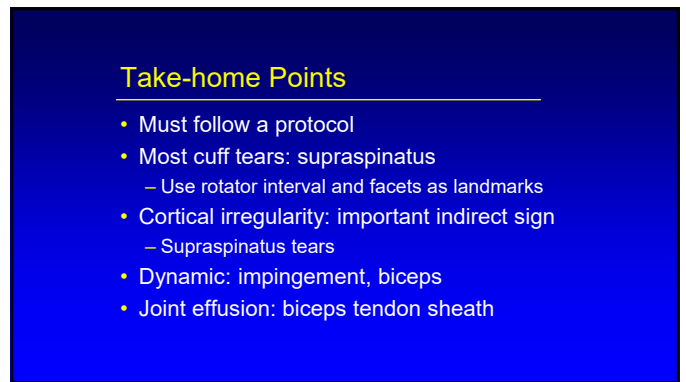 Take-home Points
• Must follow a protocol
• Most cuff tears: supraspinatus
– Use rotator interval and facets as landmarks
• Cortical irregularity: important indirect sign
– Supraspinatus tears
• Dynamic: impingement, biceps
• Joint effusion: biceps tendon sheath